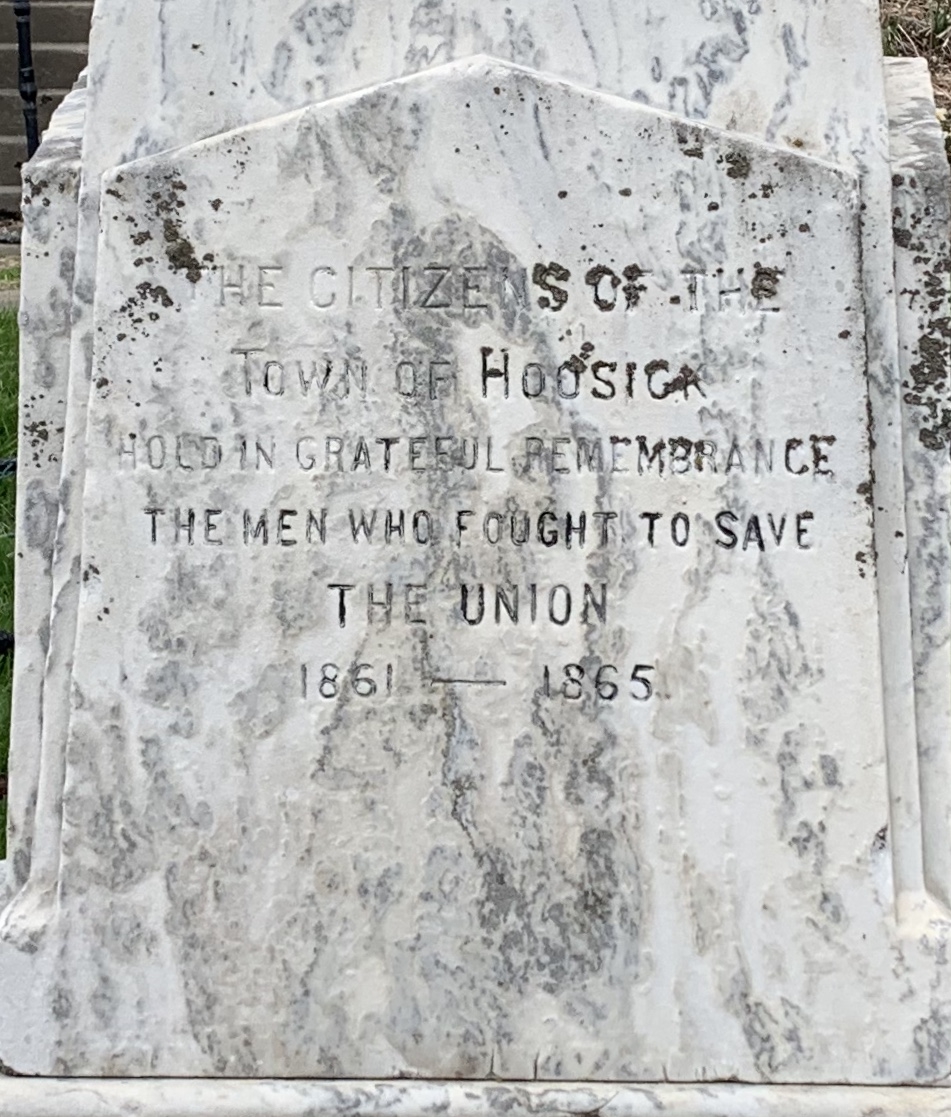 THE CITIZENS OF THE
TOWN OF HOOSICK
HOLD IN GRATEFUL REMEMBRANCE
THE MEN WHO FOUGHT TO SAVE
THE UNION
1861 — 1865.